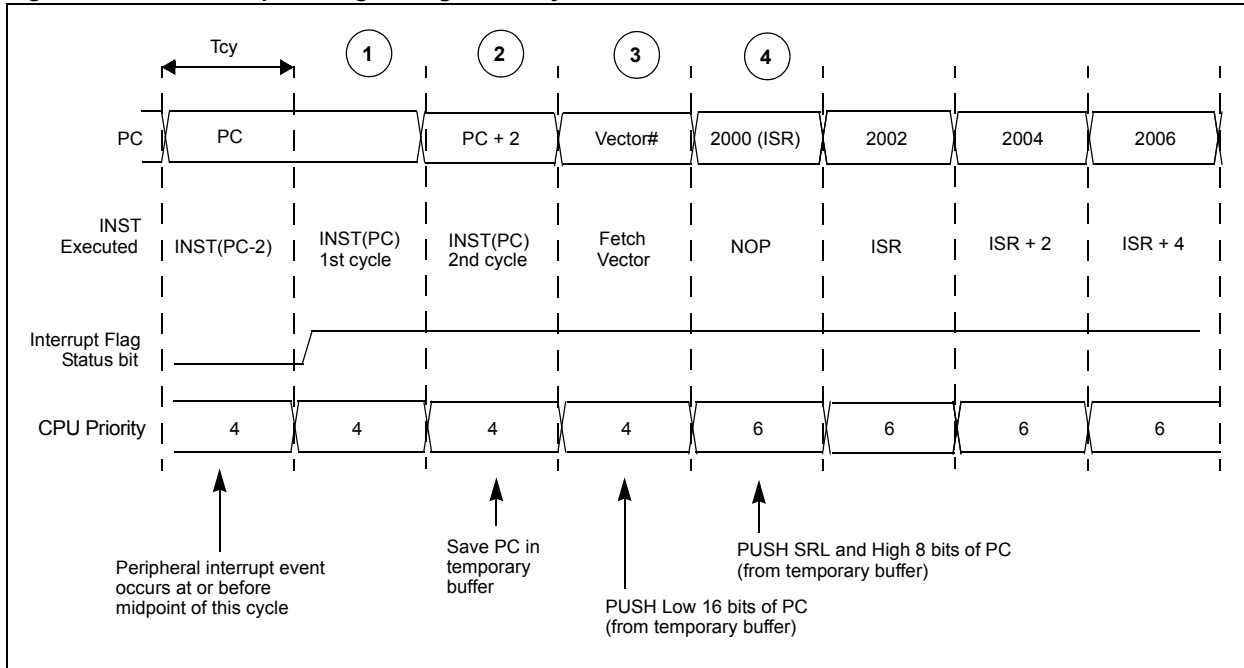 Tcy
1 2 3 4
PC PC PC + 2 Vector# 2000 (ISR) 2002 2004 2006
INST
Executed
INST(PC-2)
INST(PC)
1st cycle
INST(PC)
2nd cycle
Fetch
Vector
NOP
ISR
ISR + 2
ISR + 4
Interrupt Flag
Status bit
CPU Priority 4 4 4 4 6 6 6 6
Peripheral interrupt event
occurs at or before
midpoint of this cycle
Save PC in
temporary
buffer
PUSH Low 16 bits of PC
(from temporary buffer)
PUSH SRL and High 8 bits of PC
(from temporary buffer)